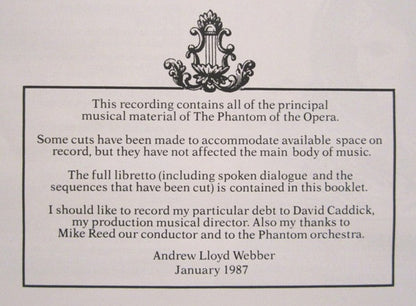 This recording contains all of the principal
musical material of The Phantom of the Opera.
Some cuts have been made to accommodate available space on
record, but they have not affected the main body of music.
The full libretto (including spoken dialogue and the
sequences that have been cut) is contained in this booklet.
I should like to record my particular debt to David Caddick,
my production musical director. Also my thanks to
Mike Reed our conductor and to the Phantom orchestra.
Andrew Lloyd Webber
January 1987